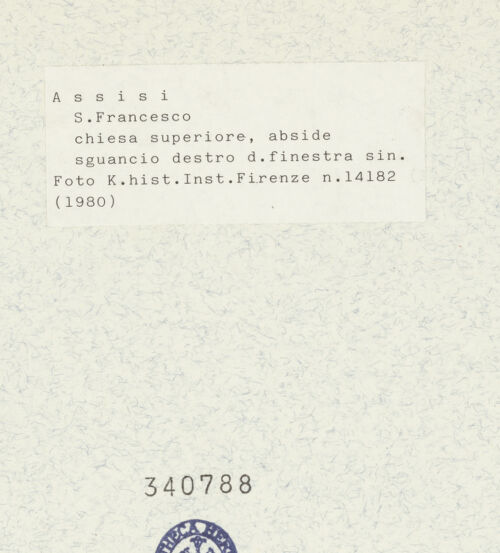 A s s i s i
S.Francesco
chiesa superiore, abside
sguancio destro d.finestra sin.
Foto K.hist.Inst.Firenze n.14182
(1980)
340788